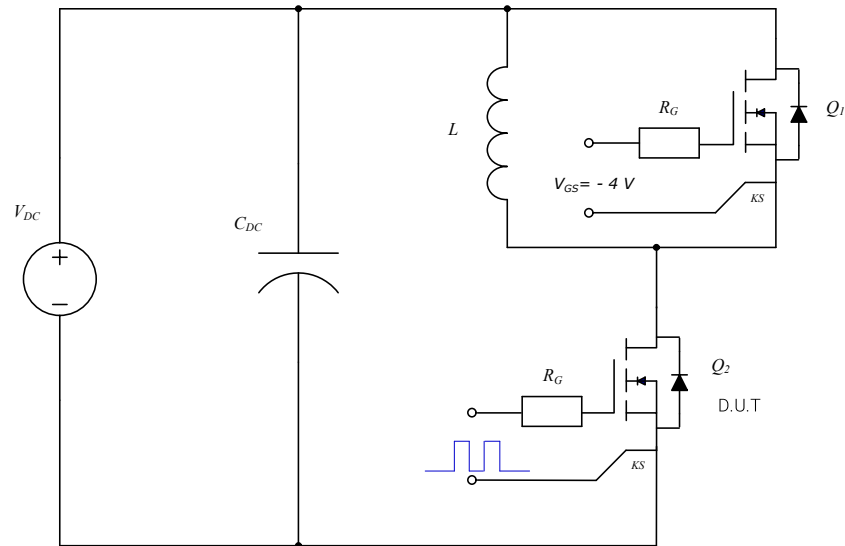 R_G
Q_1
L
V_GS= - 4 V
KS
V_DC
C_DC
+
−
R_G
Q_2
D.U.T
KS